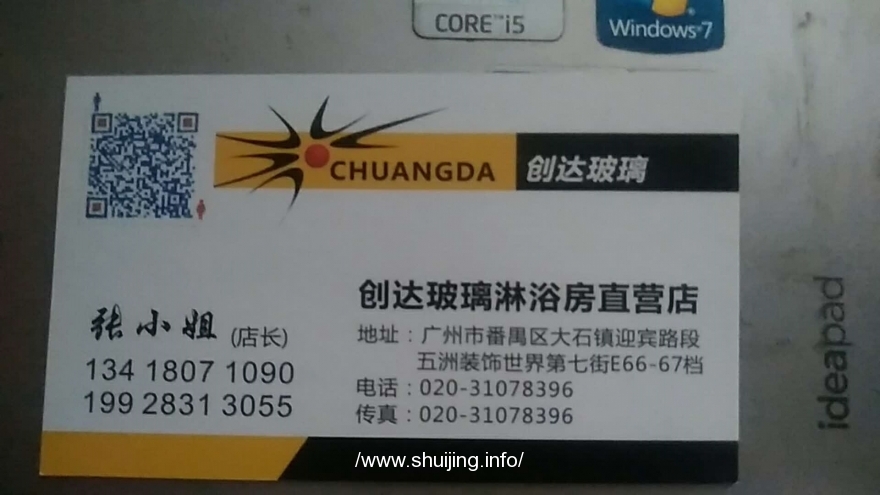 CORE™i5
Windows®7
CHUANGDA
创达玻璃
创达玻璃淋浴房直营店
张小姐 (店长)
134 1807 1090
199 2831 3055
地址：广州市番禺区大石镇迎宾路段
五洲装饰世界第七街E66-67档
电话：020-31078396
传真：020-31078396
ideapad
/www.shuijing.info/